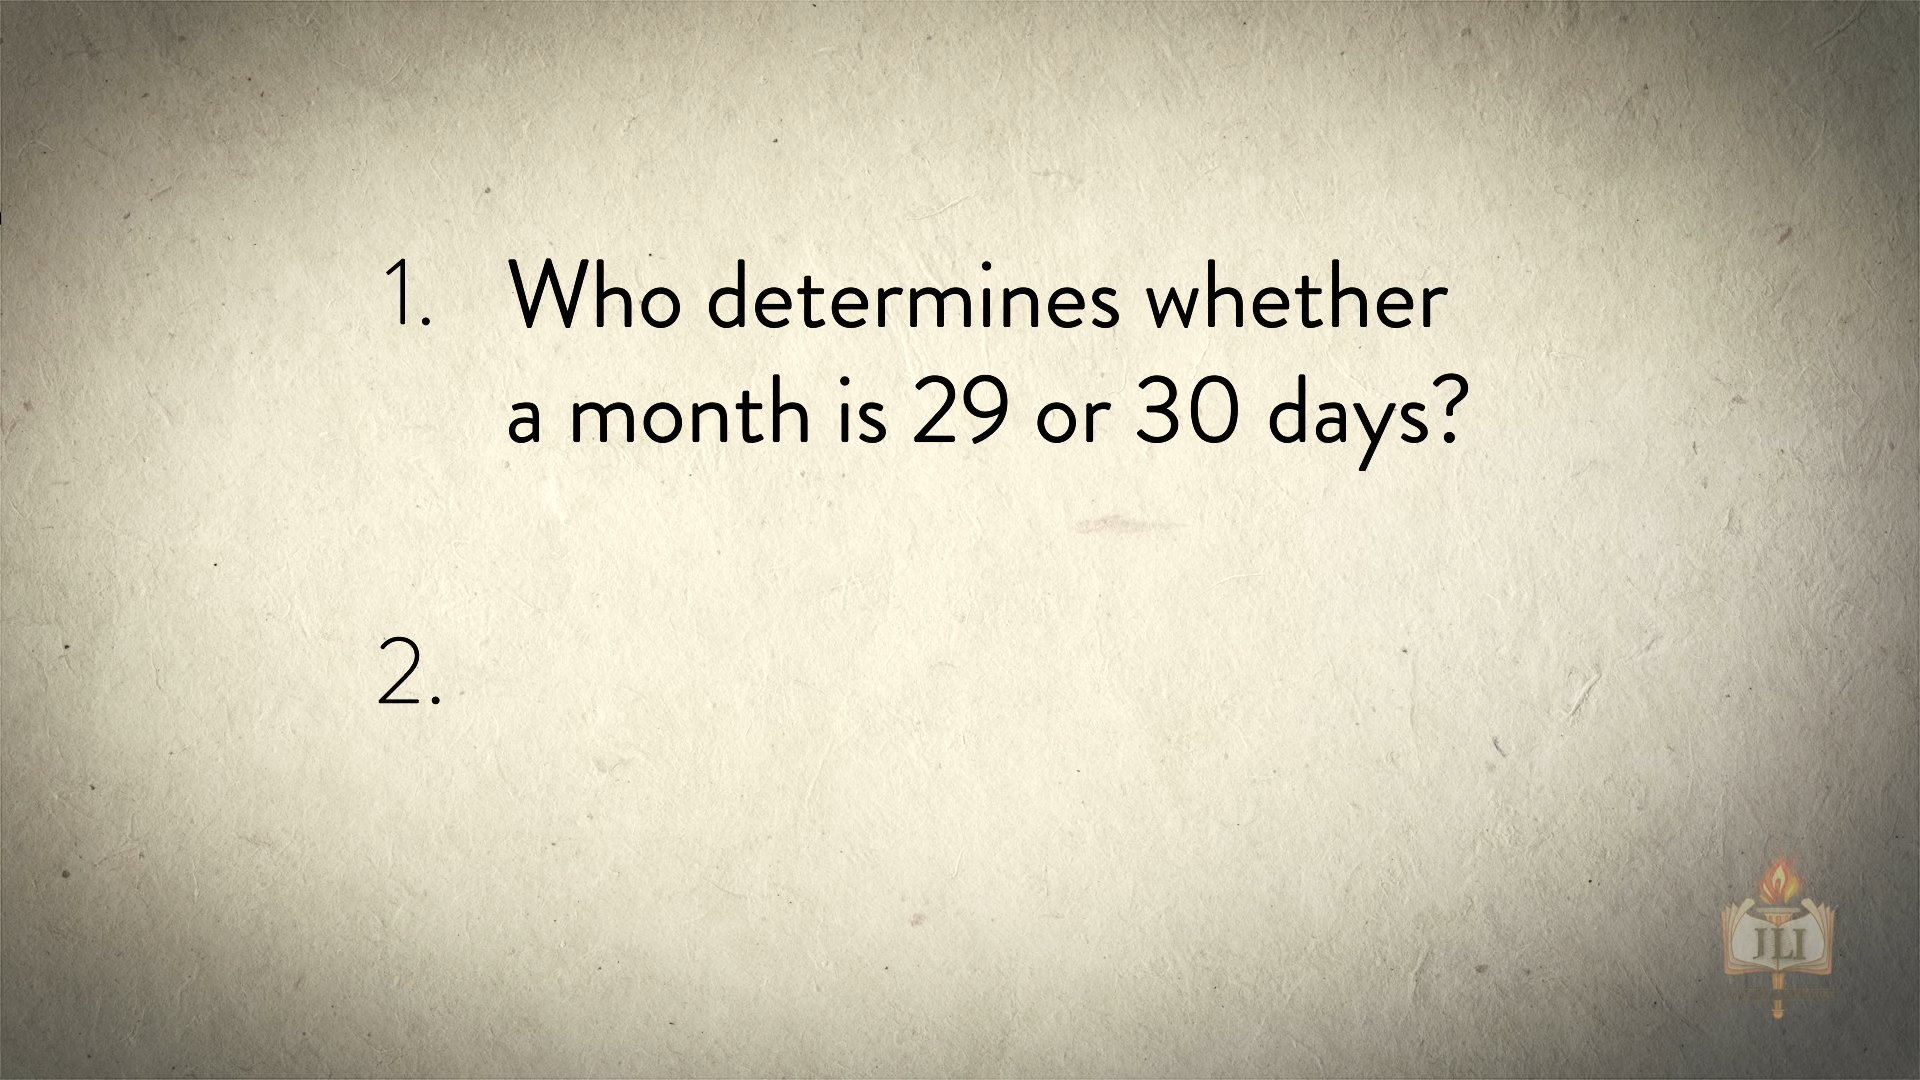 1. Who determines whether
a month is 29 or 30 days?
2.
JLI